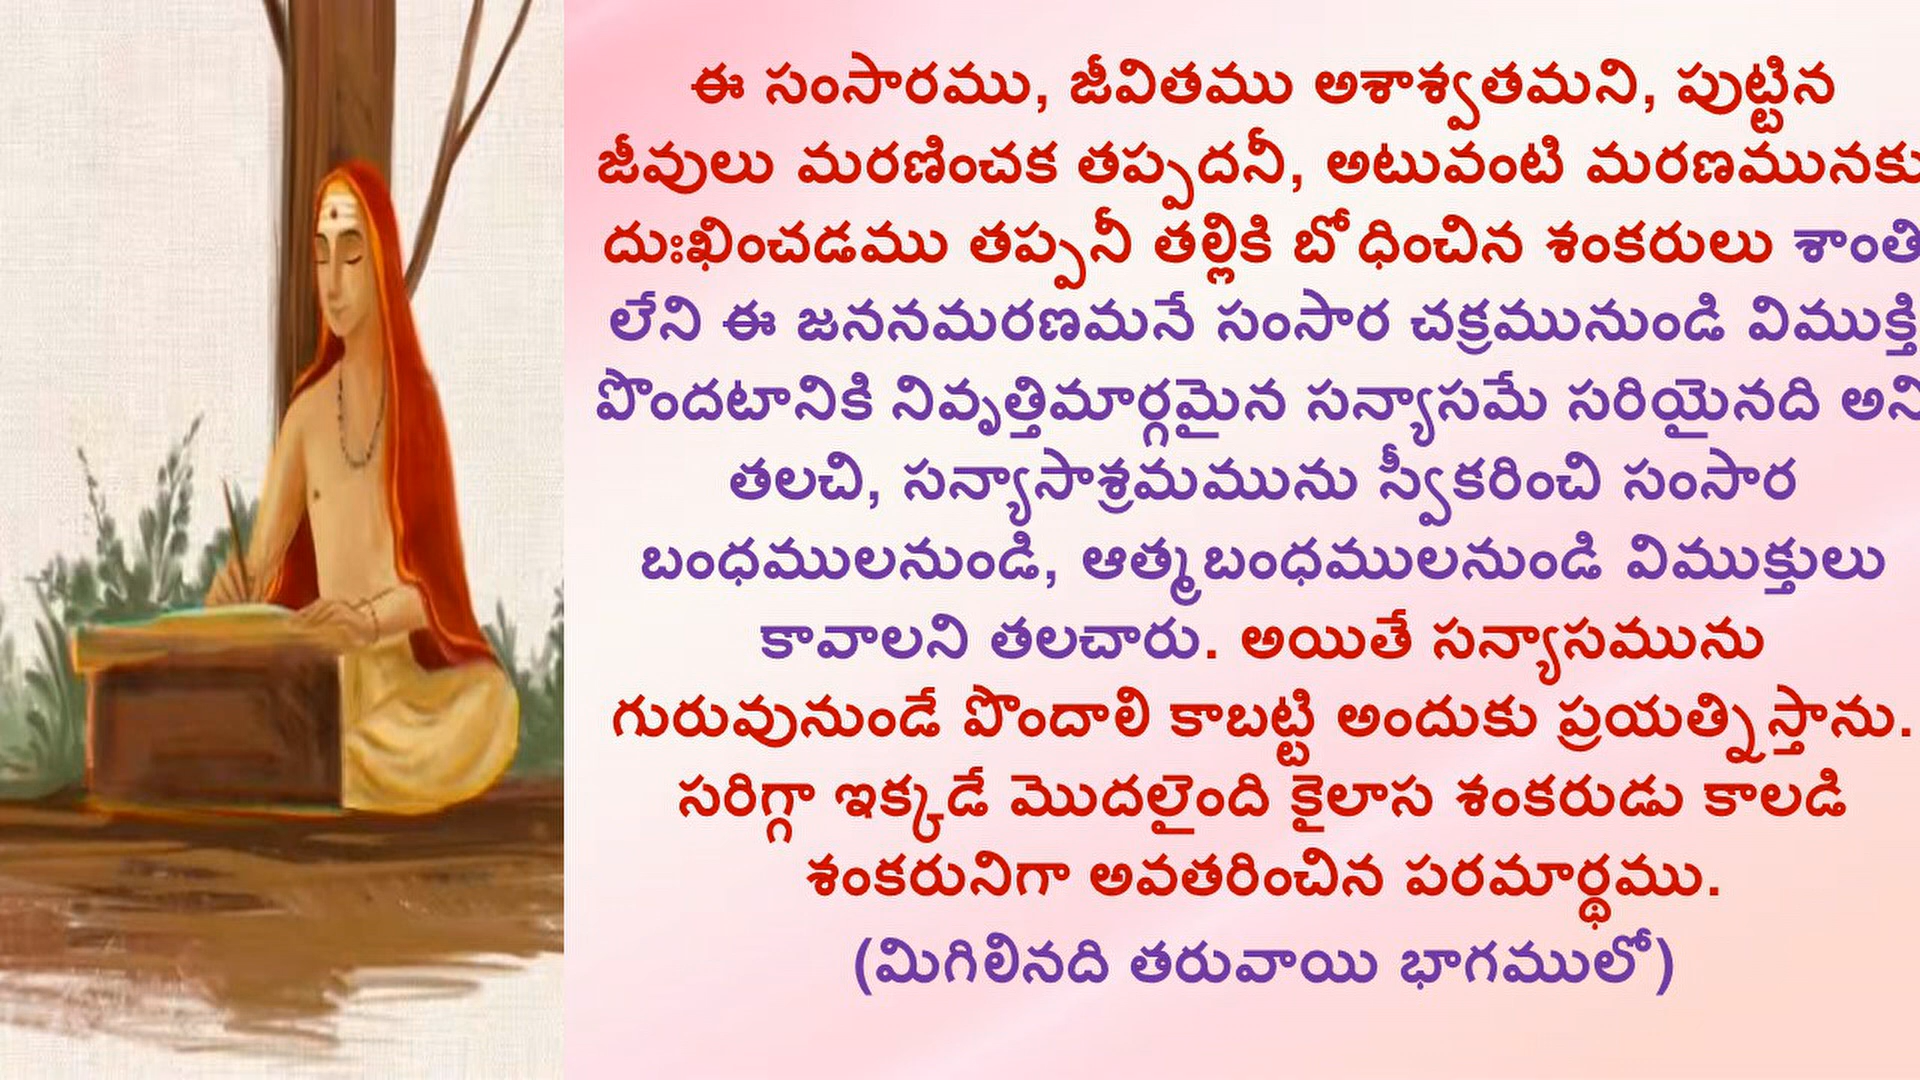 ఈ సంసారము, జీవితము అశాశ్వతమని, పుట్టిన
జీవులు మరణించక తప్పదనీ, అటువంటి మరణమునకు
దుఃఖించడము తప్పనీ తల్లికి బోధించిన శంకరులు శాంతి
లేని ఈ జననమరణమనే సంసార చక్రమునుండి విముక్తి
పొందటానికి నివృత్తిమార్గమైన సన్యాసమే సరియైనది అని
తలచి, సన్యాసాశ్రమమును స్వీకరించి సంసార
బంధములనుండి, ఆత్మబంధములనుండి విముక్తులు
కావాలని తలచారు. అయితే సన్యాసమును
గురువునుండే పొందాలి కాబట్టి అందుకు ప్రయత్నిస్తాను.
సరిగ్గా ఇక్కడే మొదలైంది కైలాస శంకరుడు కాలడి
శంకరునిగా అవతరించిన పరమార్థము.
(మిగిలినది తరువాయి భాగములో)